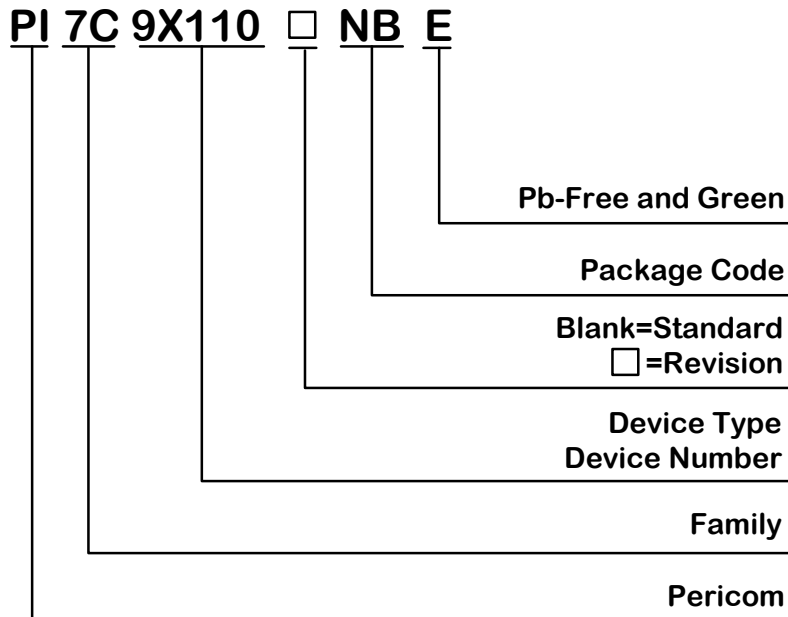 PI 7C 9X110 □ NB E
Pb-Free and Green
Package Code
Blank=Standard
□=Revision
Device Type
Device Number
Family
Pericom